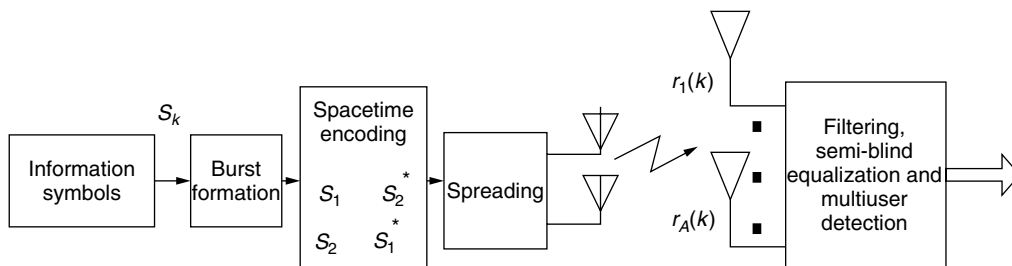 Information
symbols
S_k
Burst
formation
Spacetime
encoding
S_1 S_2^*
S_2 S_1^*
Spreading
r_1(k)
r_A(k)
Filtering,
semi-blind
equalization and
multiuser
detection